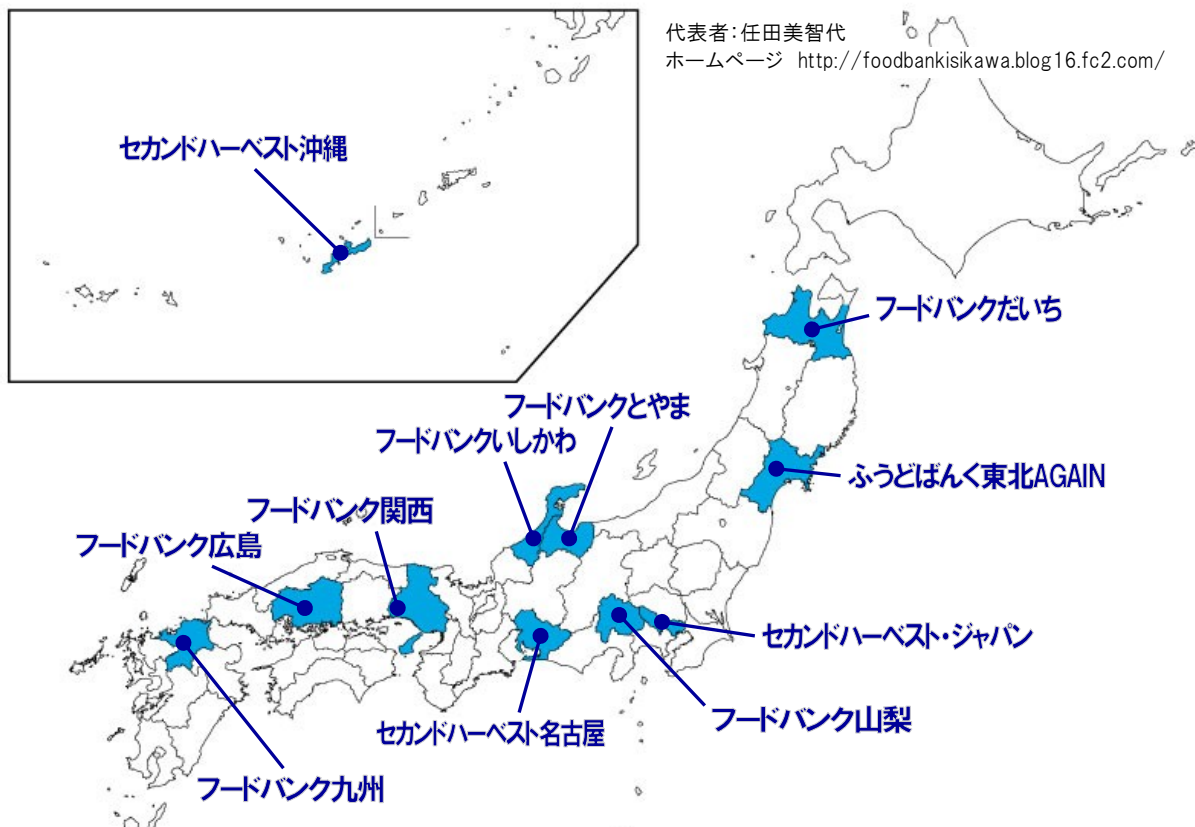 代表者：任田美智代
ホームページ http://foodbankisikawa.blog16.fc2.com/
セカンドハーベスト沖縄
フードバンクだいち
フードバンクとやま
フードバンクいしかわ
ふうどばんく東北AGAIN
フードバンク関西
フードバンク広島
セカンドハーベスト・ジャパン
フードバンク山梨
セカンドハーベスト名古屋
フードバンク九州